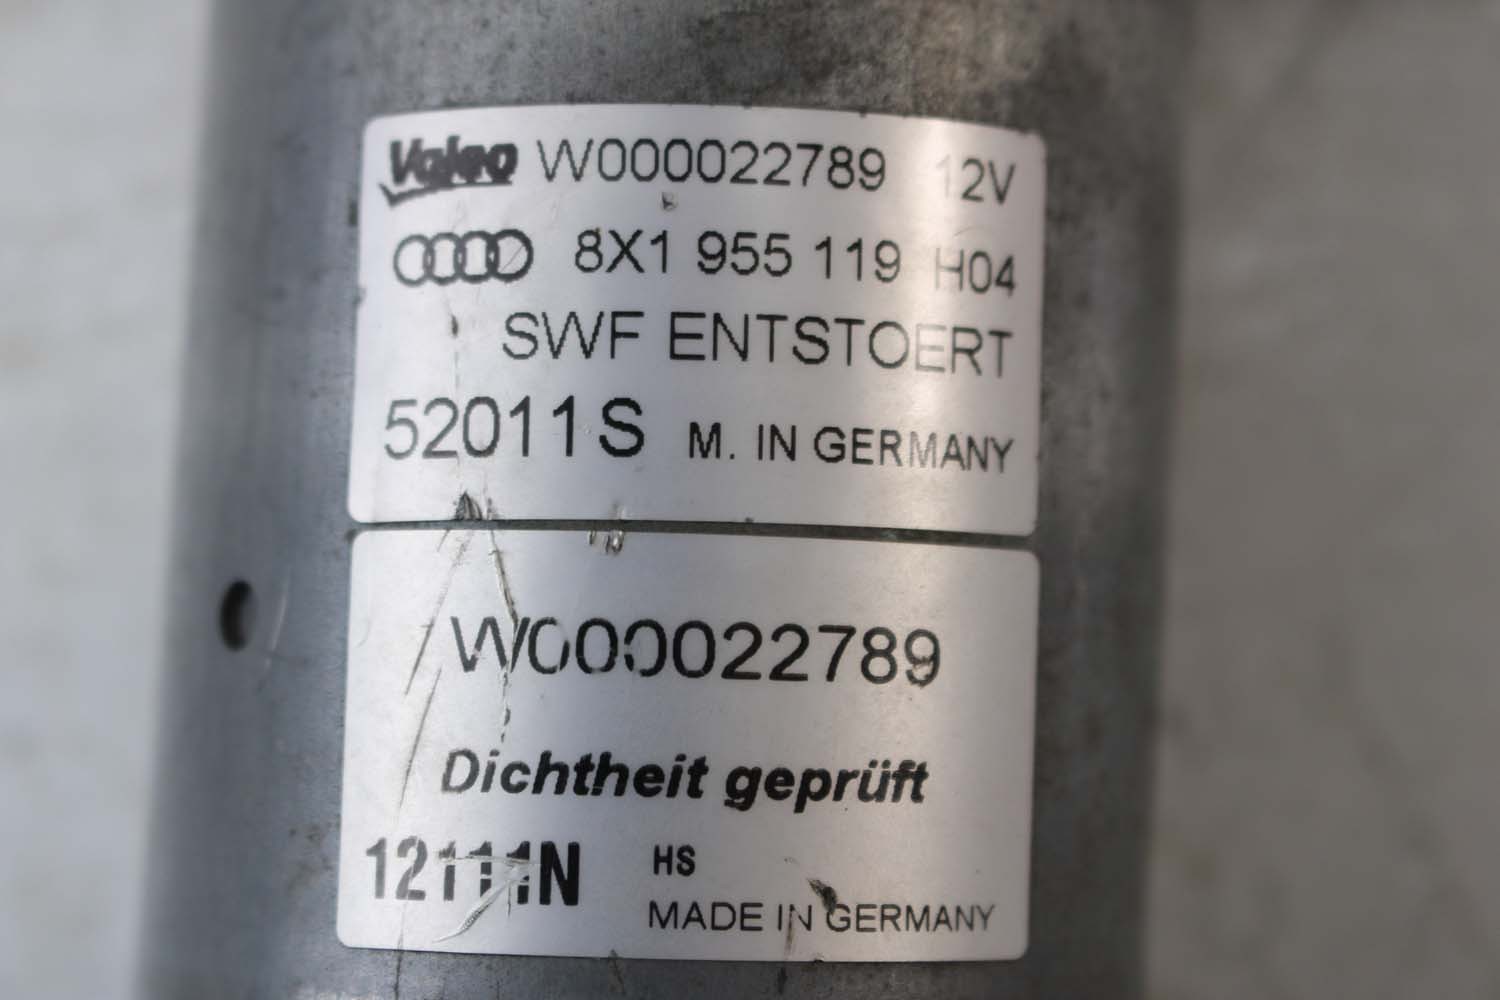 Valeo W000022789 12V
8X1 955 119 H04
SWF ENTSTOERT
52011S M. IN GERMANY
W000022789
Dichtheit geprüft
12111N HS
MADE IN GERMANY